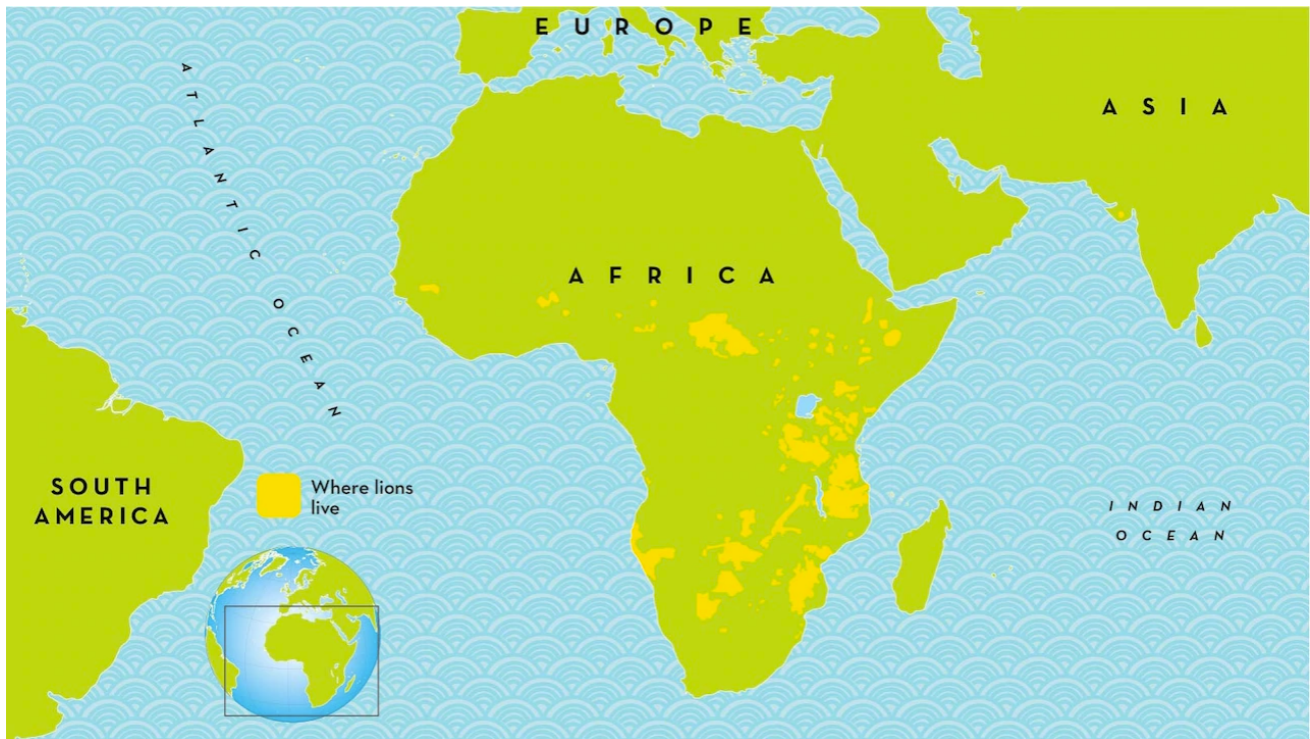 EUROPE
ASIA
ATLANTIC OCEAN
AFRICA
SOUTH
AMERICA
Where lions
live
INDIAN
OCEAN